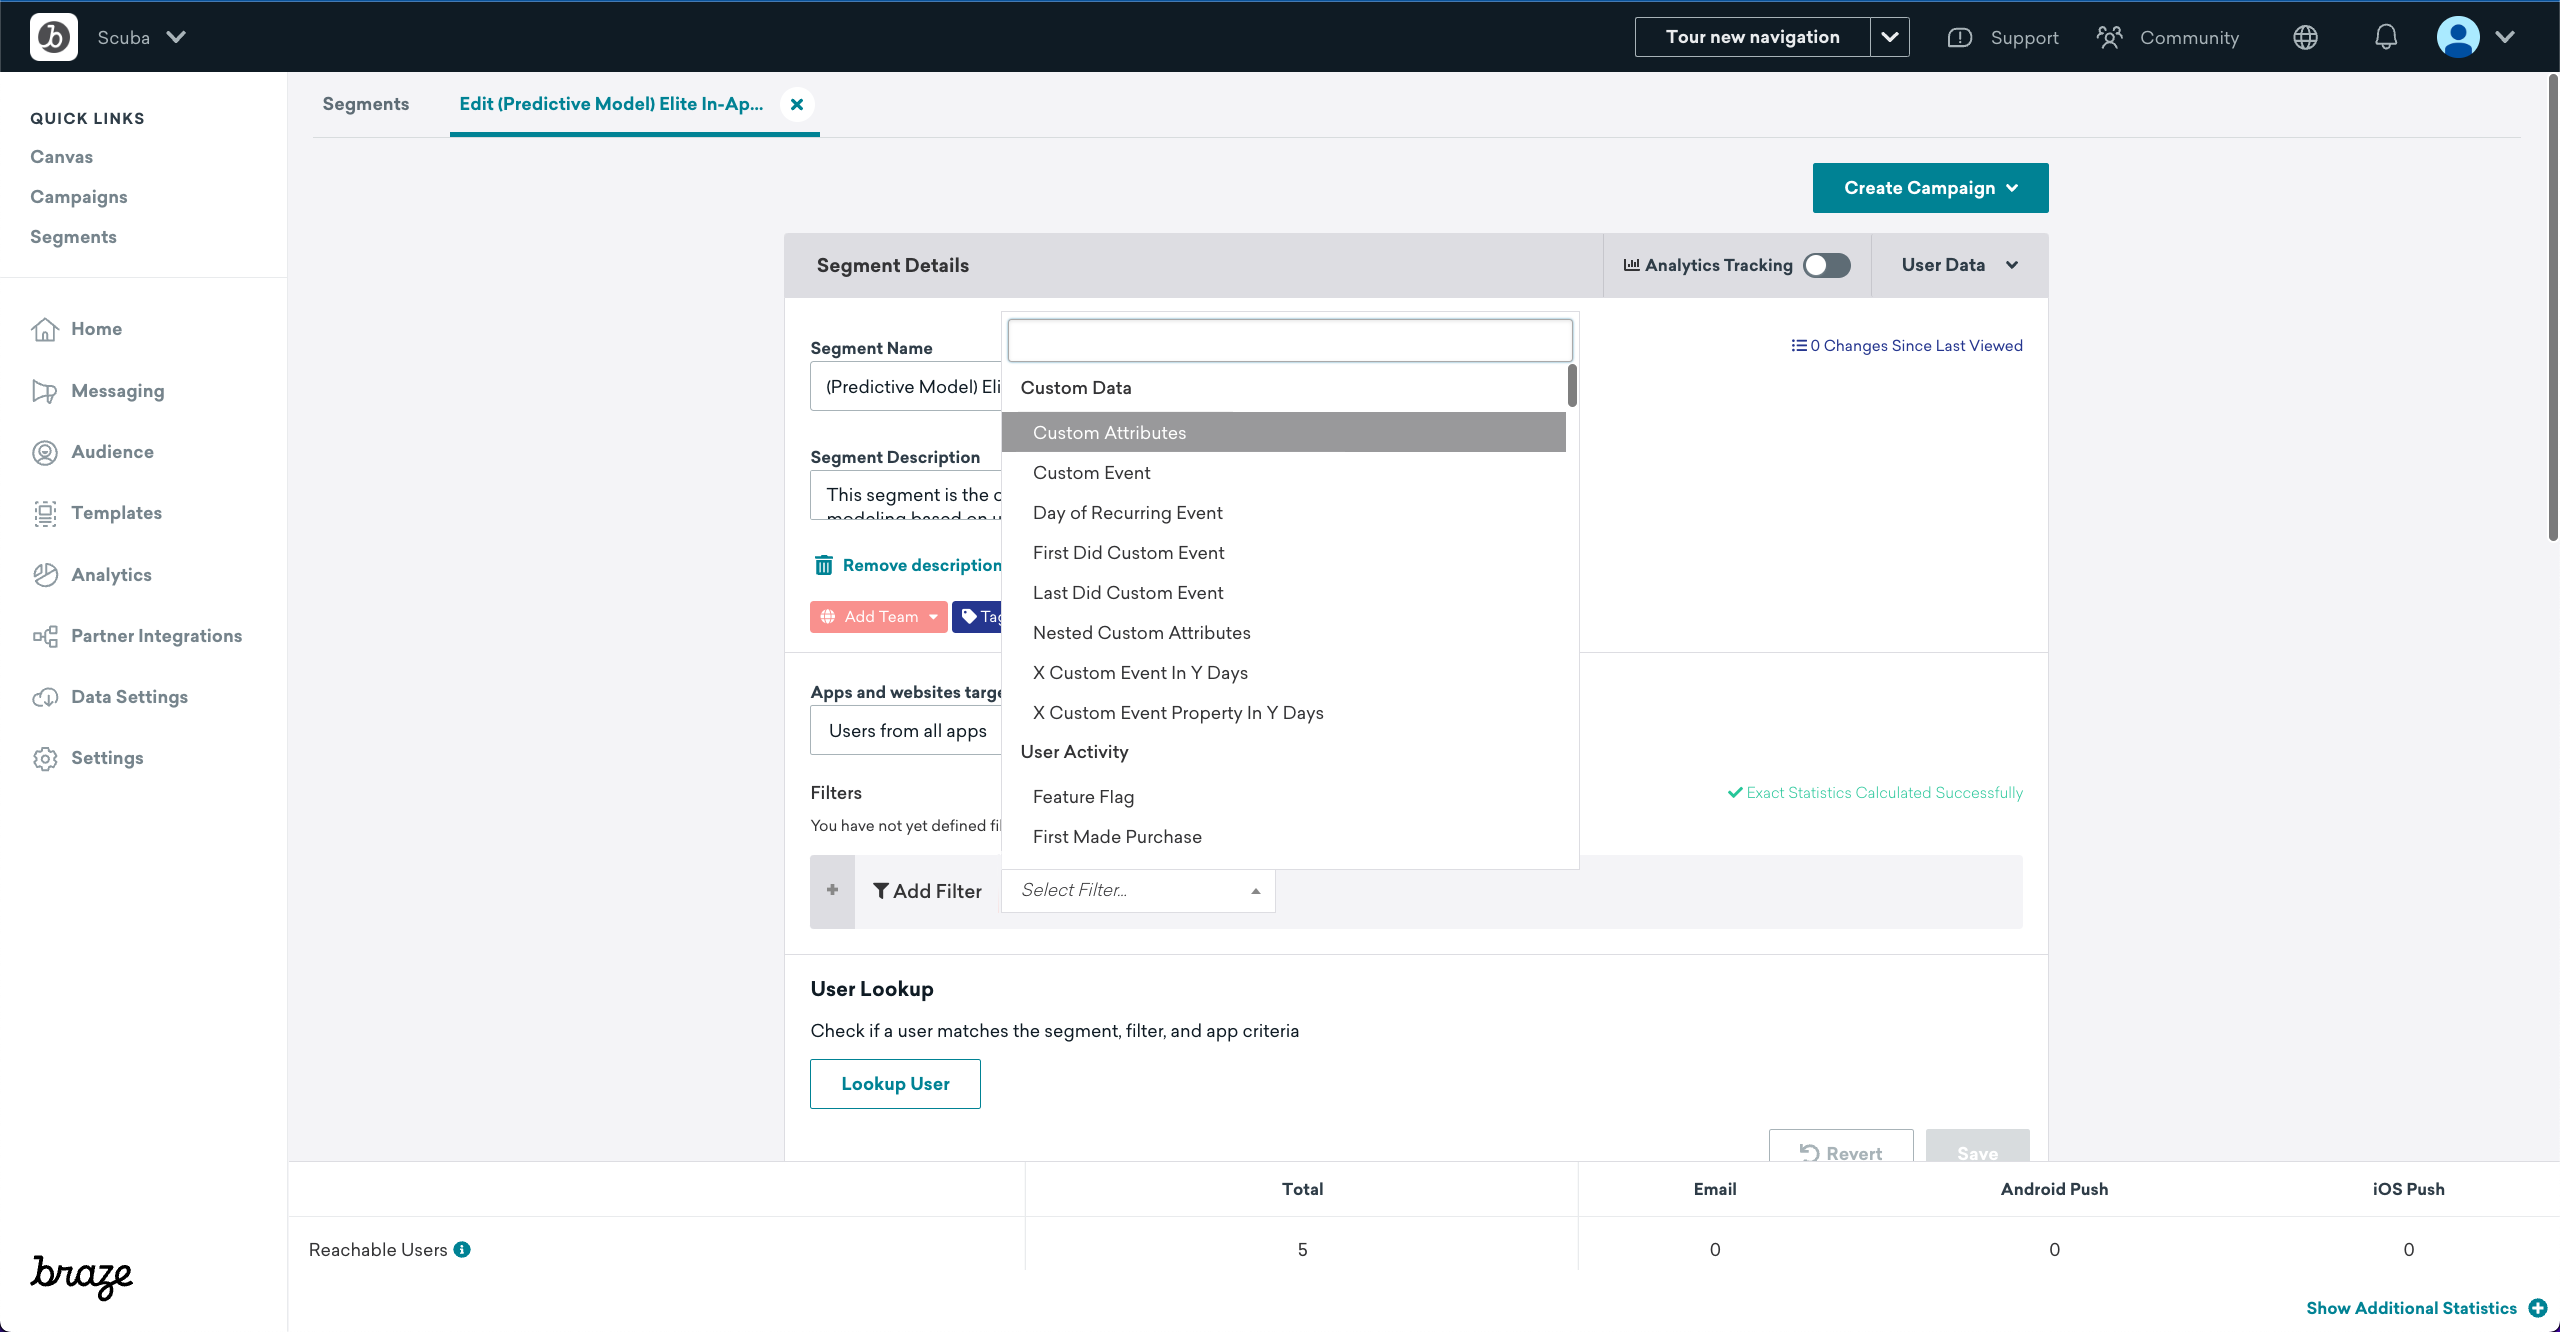 Scuba
Tour new navigation
Support
Community
QUICK LINKS
Canvas
Campaigns
Segments
Home
Messaging
Audience
Templates
Analytics
Partner Integrations
Data Settings
Settings
braze
Segments
Edit (Predictive Model) Elite In-Ap...
Create Campaign
Segment Details
Analytics Tracking
User Data
0 Changes Since Last Viewed
Segment Name
(Predictive Model) Eli
Segment Description
This segment is the
modeling based on
Remove description
Add Team
Tag
Apps and websites targe
Users from all apps
Filters
You have not yet defined fil
Exact Statistics Calculated Successfully
Custom Data
Custom Attributes
Custom Event
Day of Recurring Event
First Did Custom Event
Last Did Custom Event
Nested Custom Attributes
X Custom Event In Y Days
X Custom Event Property In Y Days
User Activity
Feature Flag
First Made Purchase
Add Filter
Select Filter...
User Lookup
Check if a user matches the segment, filter, and app criteria
Lookup User
Revert
Save
Total
Email
Android Push
iOS Push
Reachable Users
5
0
0
0
Show Additional Statistics